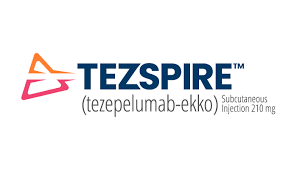 TEZSPIRE™
(tezepelumab-ekko) Subcutaneous
Injection 210 mg